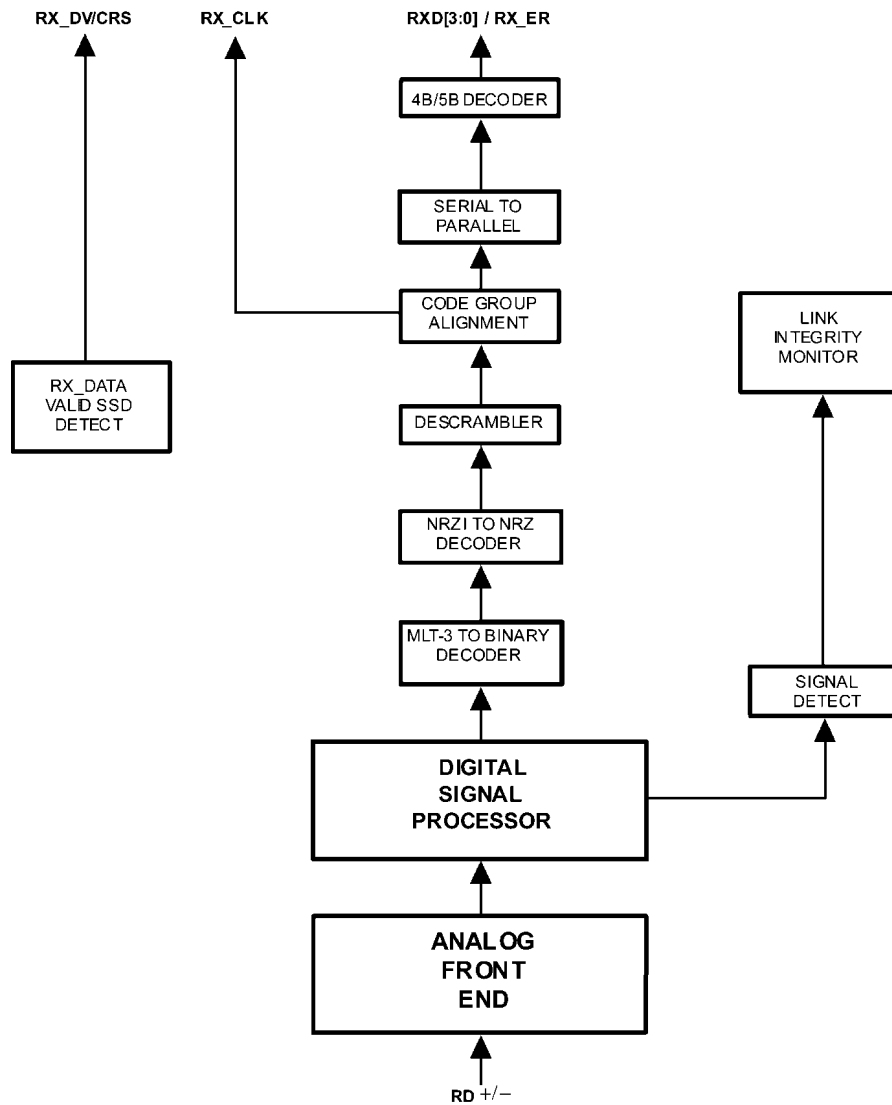 RX_DV/CRS
RX_CLK
RXD[3:0] / RX_ER
4B/5B DECODER
SERIAL TO
PARALLEL
CODE GROUP
ALIGNMENT
LINK
INTEGRITY
MONITOR
RX_DATA
VALID SSD
DETECT
DESCRAMBLER
NRZI TO NRZ
DECODER
MLT-3 TO BINARY
DECODER
SIGNAL
DETECT
DIGITAL
SIGNAL
PROCESSOR
ANALOG
FRONT
END
RD +/−